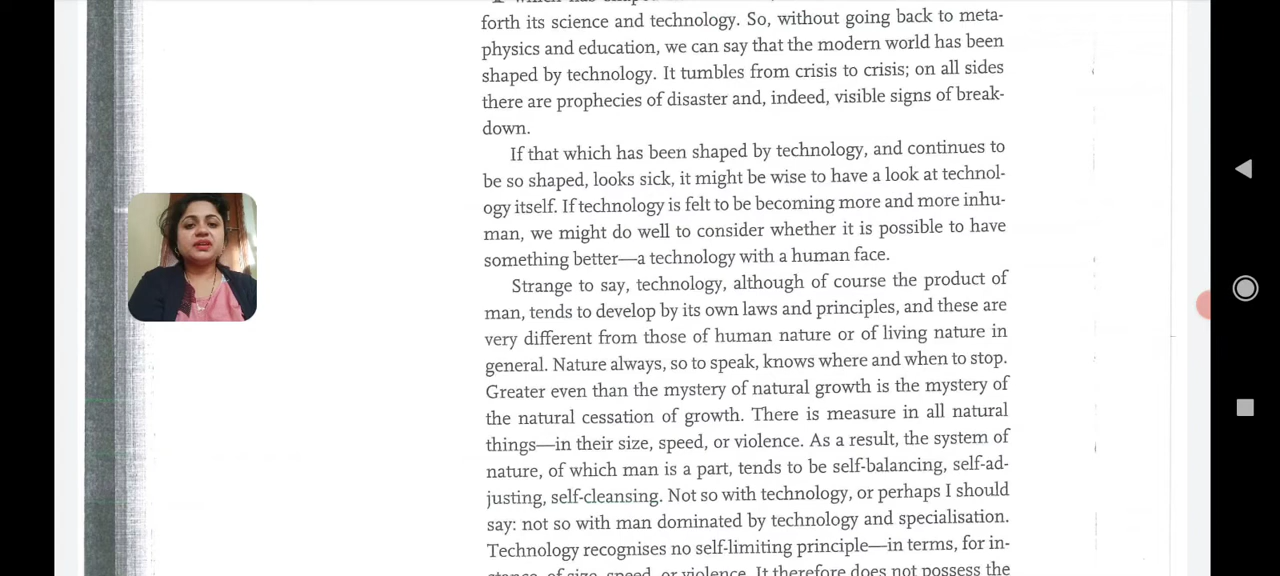 forth its science and technology. So, without going back to meta-
physics and education, we can say that the modern world has been
shaped by technology. It tumbles from crisis to crisis; on all sides
there are prophecies of disaster and, indeed, visible signs of break-
down.
If that which has been shaped by technology, and continues to
be so shaped, looks sick, it might be wise to have a look at technol-
ogy itself. If technology is felt to be becoming more and more inhu-
man, we might do well to consider whether it is possible to have
something better—a technology with a human face.
Strange to say, technology, although of course the product of
man, tends to develop by its own laws and principles, and these are
very different from those of human nature or of living nature in
general. Nature always, so to speak, knows where and when to stop.
Greater even than the mystery of natural growth is the mystery of
the natural cessation of growth. There is measure in all natural
things—in their size, speed, or violence. As a result, the system of
nature, of which man is a part, tends to be self-balancing, self-ad-
justing, self-cleansing. Not so with technology, or perhaps I should
say: not so with man dominated by technology and specialisation.
Technology recognises no self-limiting principle—in terms, for in-
stance, of size, speed, or violence. It therefore does not possess the